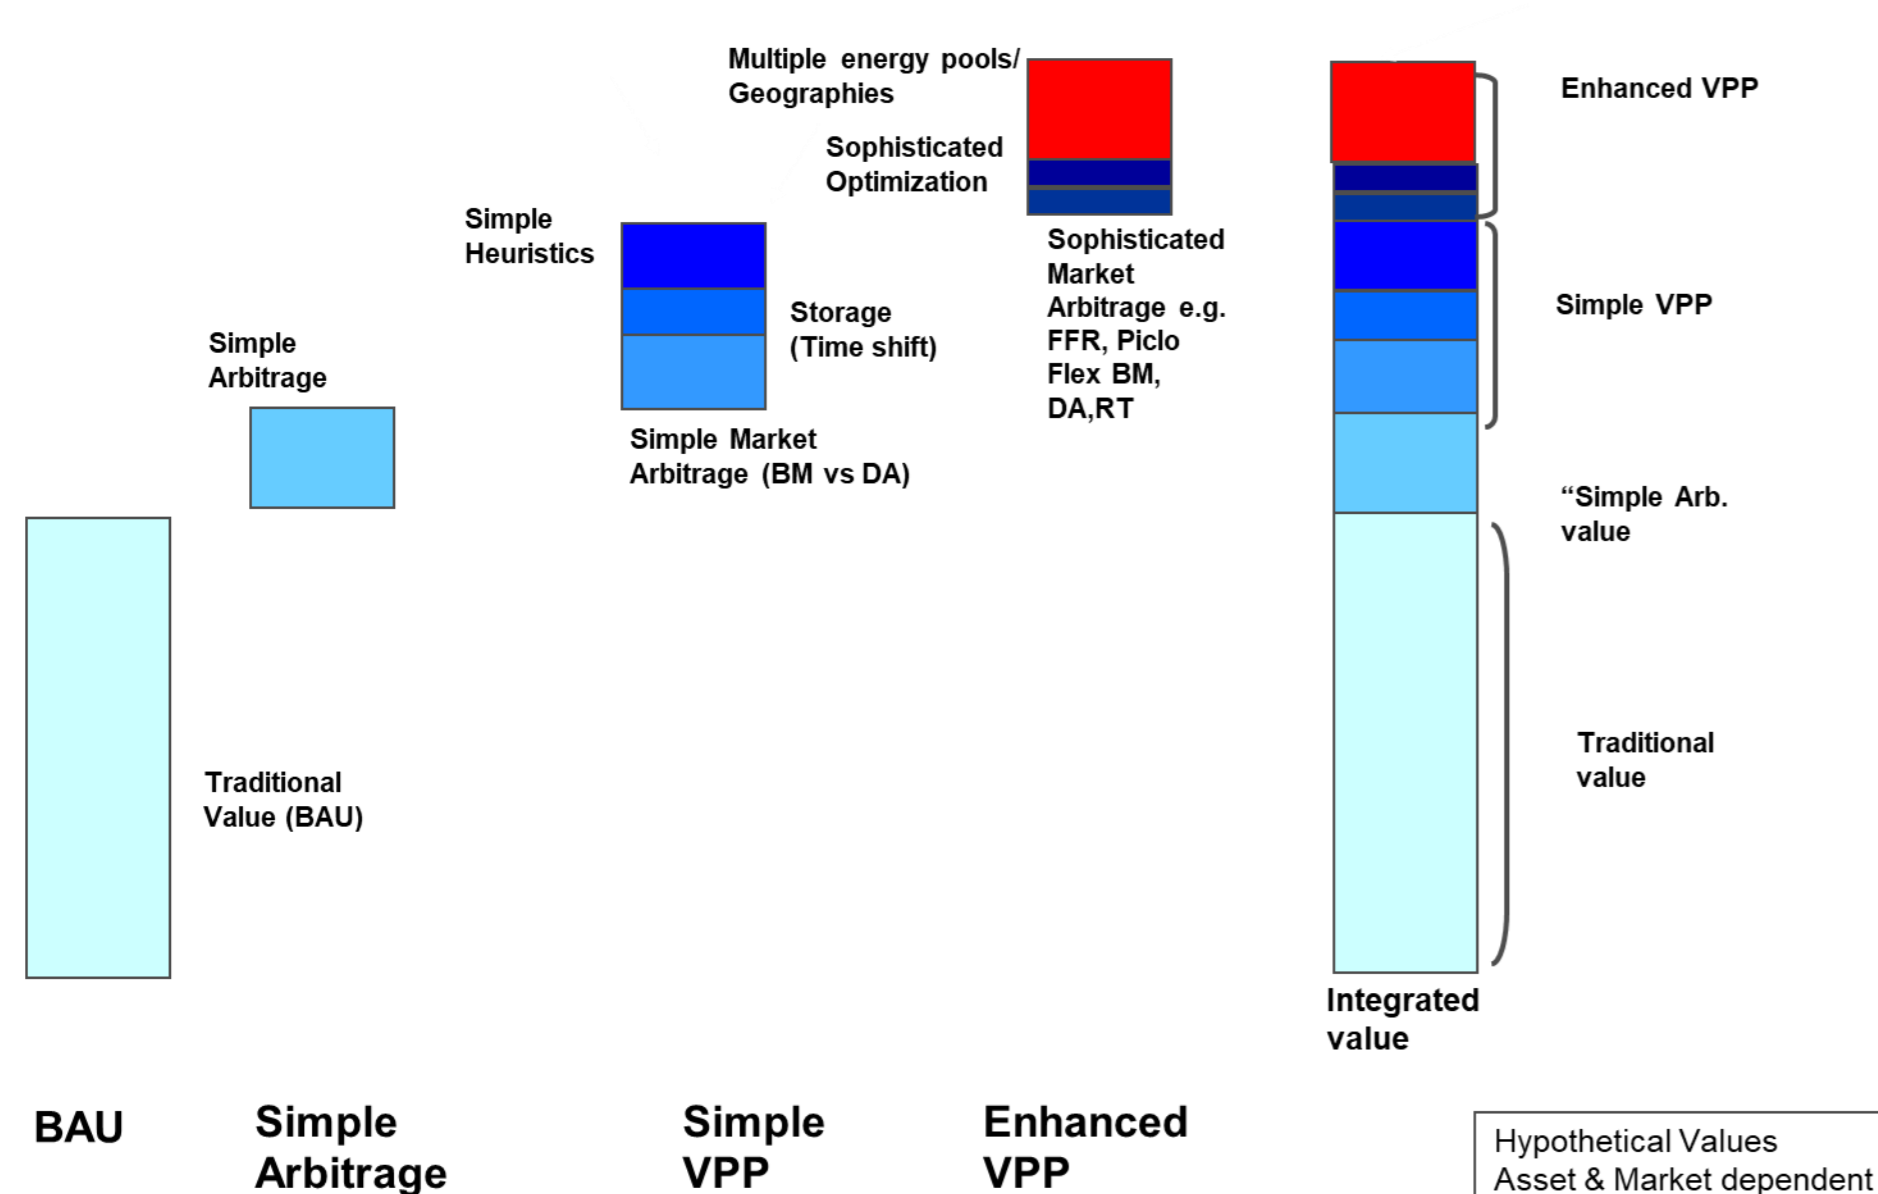 Multiple energy pools/
Geographies
Sophisticated
Optimization
Simple
Heuristics
Storage
(Time shift)
Simple
Arbitrage
Simple Market
Arbitrage (BM vs DA)
Sophisticated
Market
Arbitrage e.g.
FFR, Piclo
Flex BM,
DA,RT
Traditional
Value (BAU)
Enhanced VPP
Simple VPP
“Simple Arb.
value
Traditional
value
Integrated
value
BAU
Simple
Arbitrage
Simple
VPP
Enhanced
VPP
Hypothetical Values
Asset & Market dependent